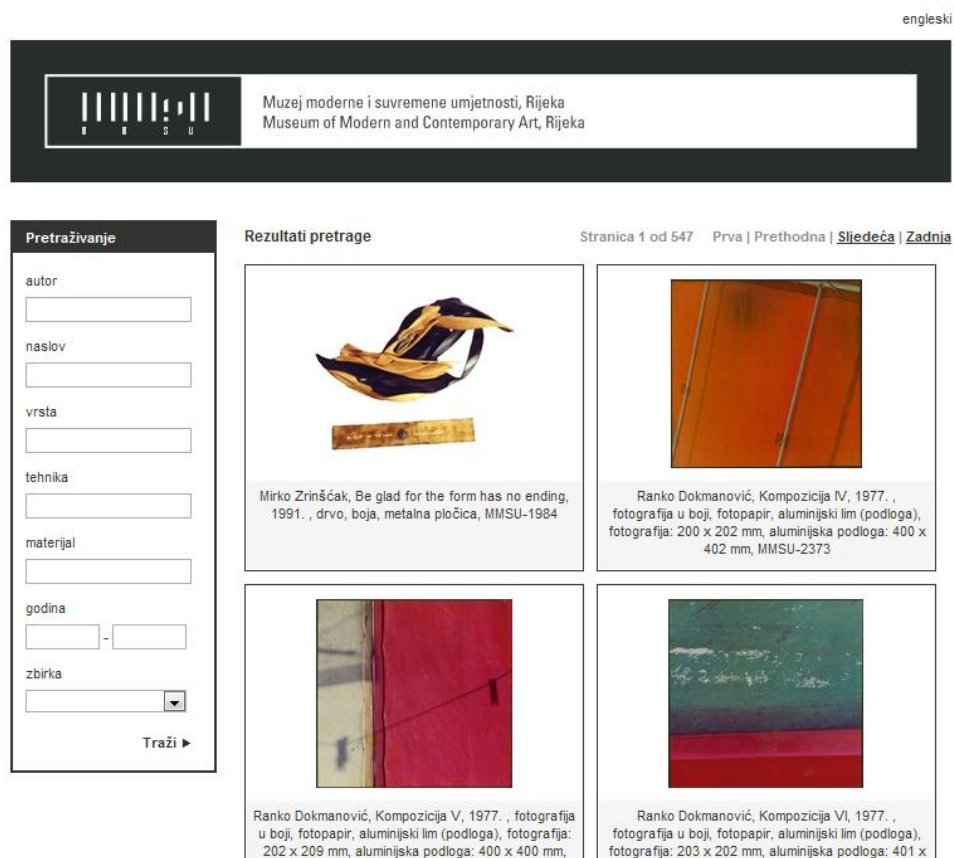 engleski
M M S U
Muzej moderne i suvremene umjetnosti, Rijeka
Museum of Modern and Contemporary Art, Rijeka
Pretraživanje
autor
naslov
vrsta
tehnika
materijal
godina
-
zbirka
Traži
Rezultati pretrage
Stranica 1 od 547 Prva | Prethodna | Sljedeća | Zadnja
Mirko Zrinšćak, Be glad for the form has no ending,
1991. , drvo, boja, metalna pločica, MMSU-1984
Ranko Dokmanović, Kompozicija IV, 1977. ,
fotografija u boji, fotopapir, aluminijski lim (podloga),
fotografija: 200 x 202 mm, aluminijska podloga: 400 x
402 mm, MMSU-2373
Ranko Dokmanović, Kompozicija V, 1977. , fotografija
u boji, fotopapir, aluminijski lim (podloga), fotografija:
202 x 209 mm, aluminijska podloga: 400 x 400 mm,
Ranko Dokmanović, Kompozicija VI, 1977. ,
fotografija u boji, fotopapir, aluminijski lim (podloga),
fotografija: 203 x 202 mm, aluminijska podloga: 401 x